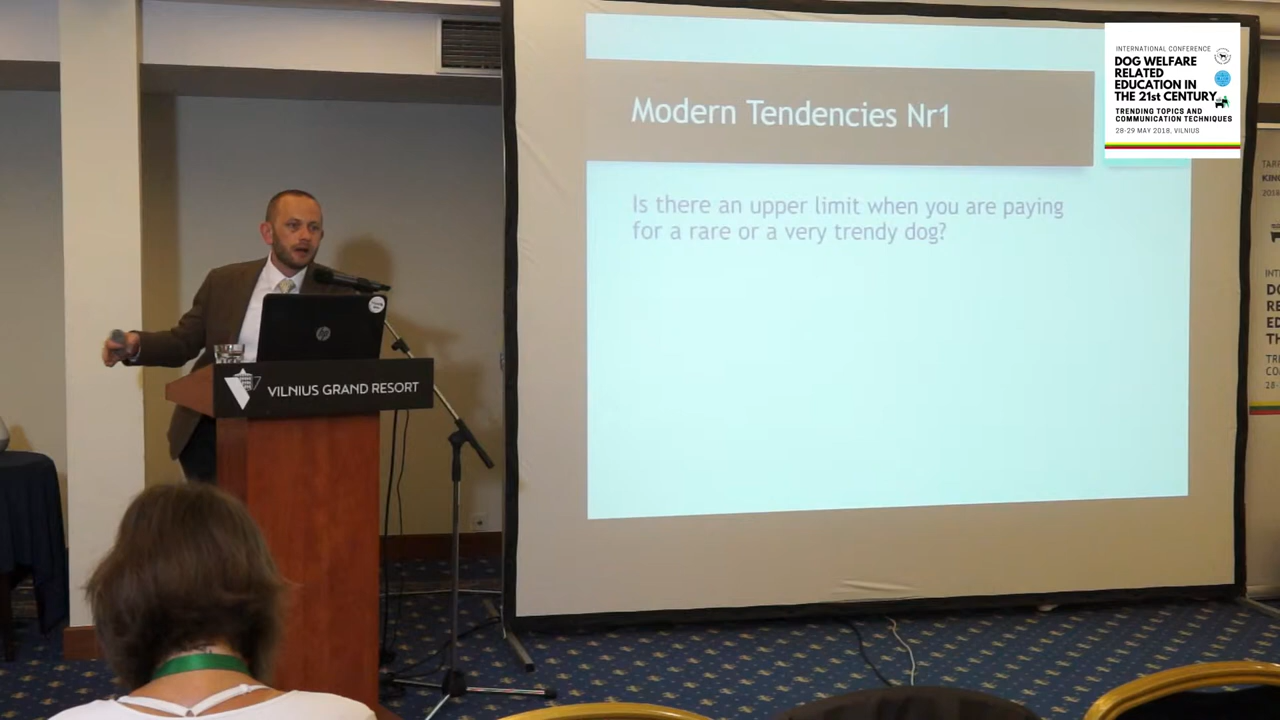 Modern Tendencies Nr1
Is there an upper limit when you are paying
for a rare or a very trendy dog?
INTERNATIONAL CONFERENCE
DOG WELFARE
RELATED
EDUCATION IN
THE 21st CENTURY
TRENDING TOPICS AND
COMMUNICATION TECHNIQUES
28-29 MAY 2018, VILNIUS
VILNIUS GRAND RESORT
hp